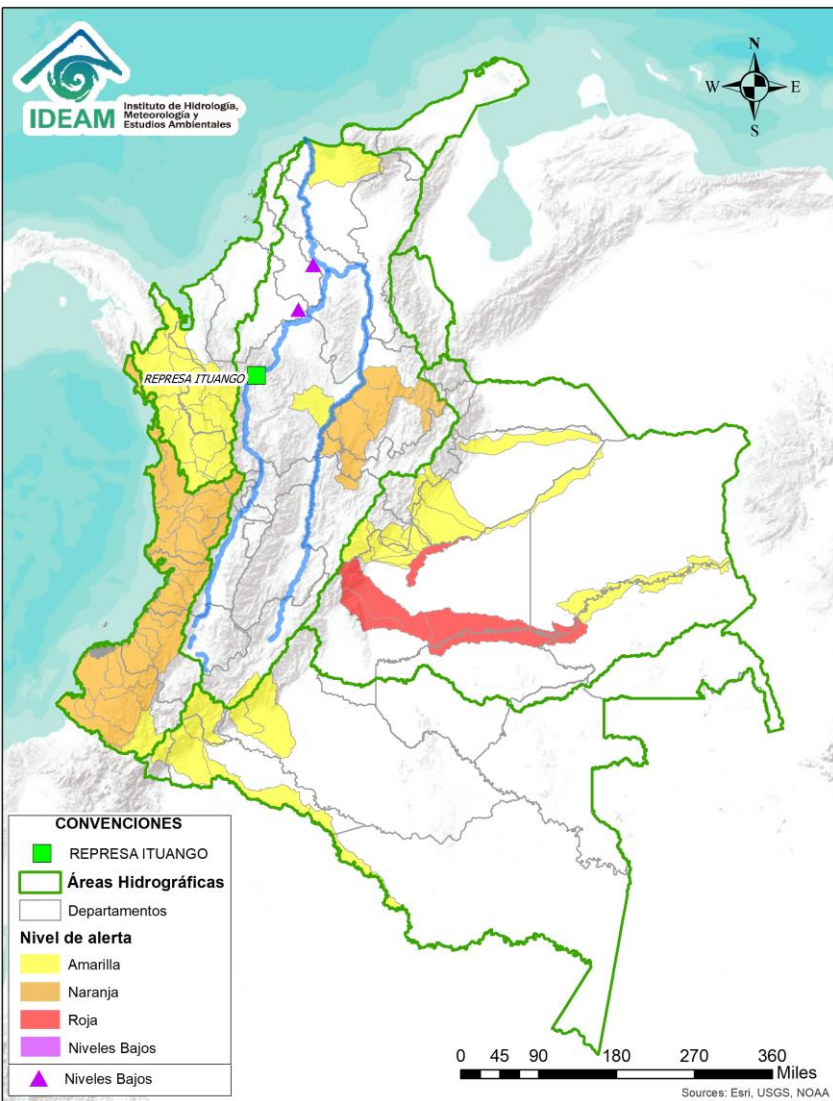 IDEAM
Instituto de Hidrología,
Meteorología y
Estudios Ambientales
N
W
E
S
REPRESA ITUANGO
CONVENCIONES
REPRESA ITUANGO
Áreas Hidrográficas
Departamentos
Nivel de alerta
Amarilla
Naranja
Roja
Niveles Bajos
Niveles Bajos
0 45 90 180 270 360
Miles
Sources: Esri, USGS, NOAA